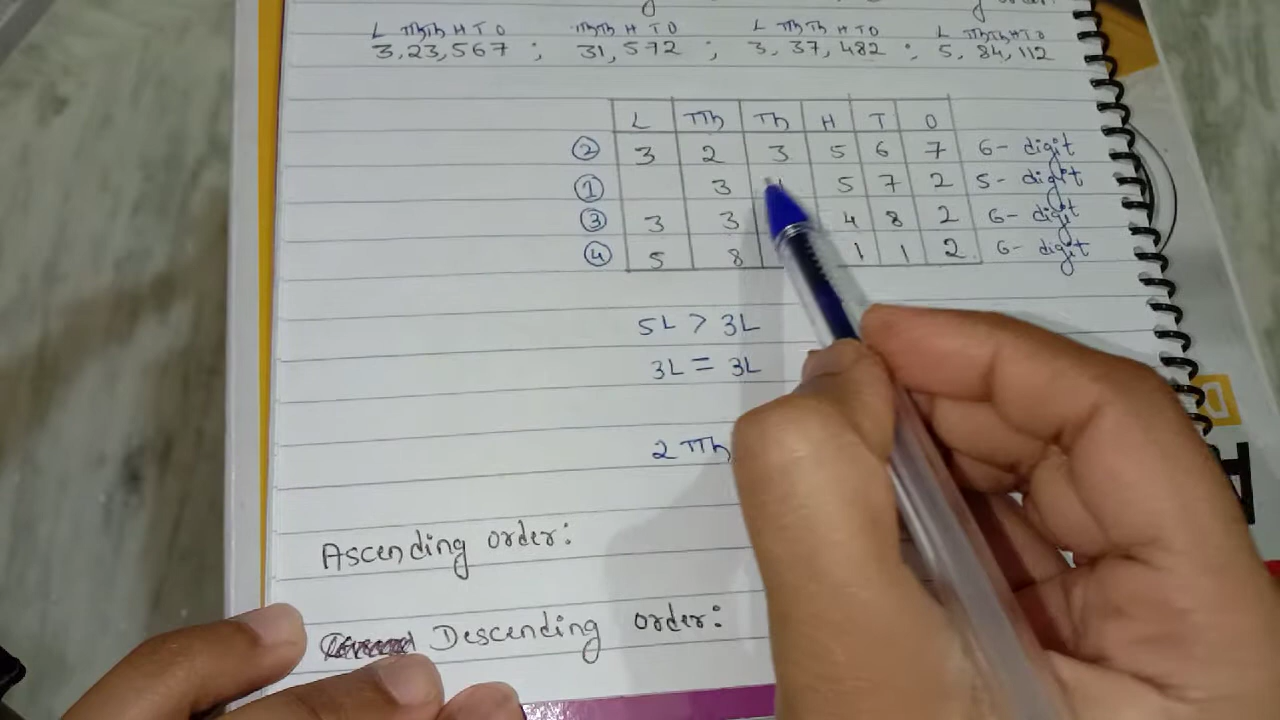 L TTh Th H T O TTh Th H T O L TTh Th H T O L TTh Th H T O
3,23,567 ; 31,572 ; 3,37,482 ; 5,84,112
L TTh Th H T O
② 3 2 3 5 6 7 6-digit
① 3 5 7 2 5-digit
③ 3 3 4 8 2 6-digit
④ 5 8 1 1 2 6-digit
5L > 3L
3L = 3L
2 TTh
Ascending order:
Descending order: